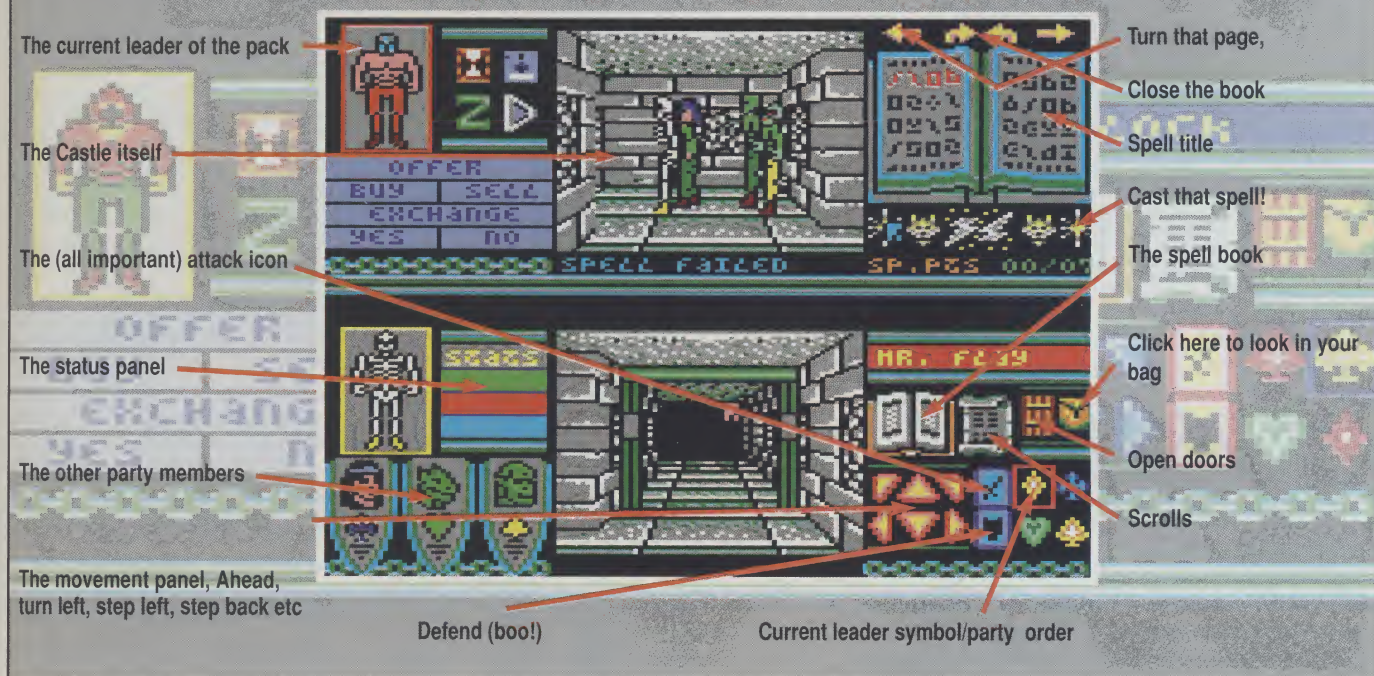 The current leader of the pack
The Castle itself
The (all important) attack icon
The status panel
The other party members
The movement panel, Ahead,
turn left, step left, step back etc
Defend (boo!)
Current leader symbol/party order
Turn that page,
Close the book
Spell title
Cast that spell!
The spell book
Click here to look in your
bag
Open doors
Scrolls
OFFER
BUY SELL
EXCHANGE
YES NO
SPELL FAILED
SP.PTS 00/0
STATS
MR. FLAY
OFFER
EXCHANG
YES